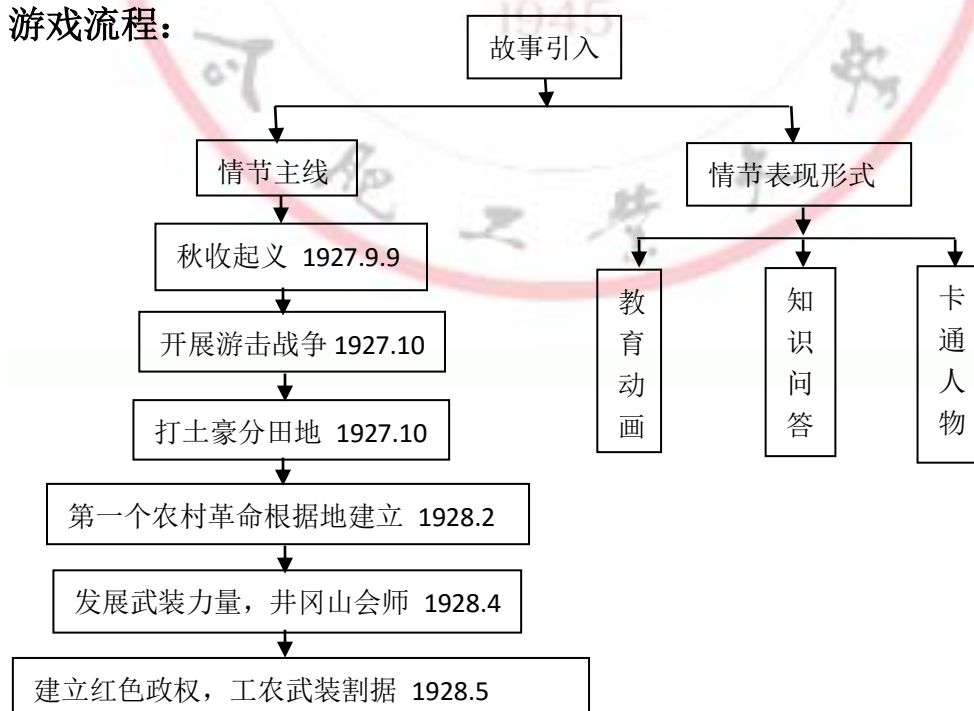 游戏流程：
1945
故事引入
情节主线
情节表现形式
秋收起义 1927.9.9
教育动画
知识问答
卡通人物
开展游击战争 1927.10
打土豪分田地 1927.10
第一个农村革命根据地建立 1928.2
发展武装力量，井冈山会师 1928.4
建立红色政权，工农武装割据 1928.5